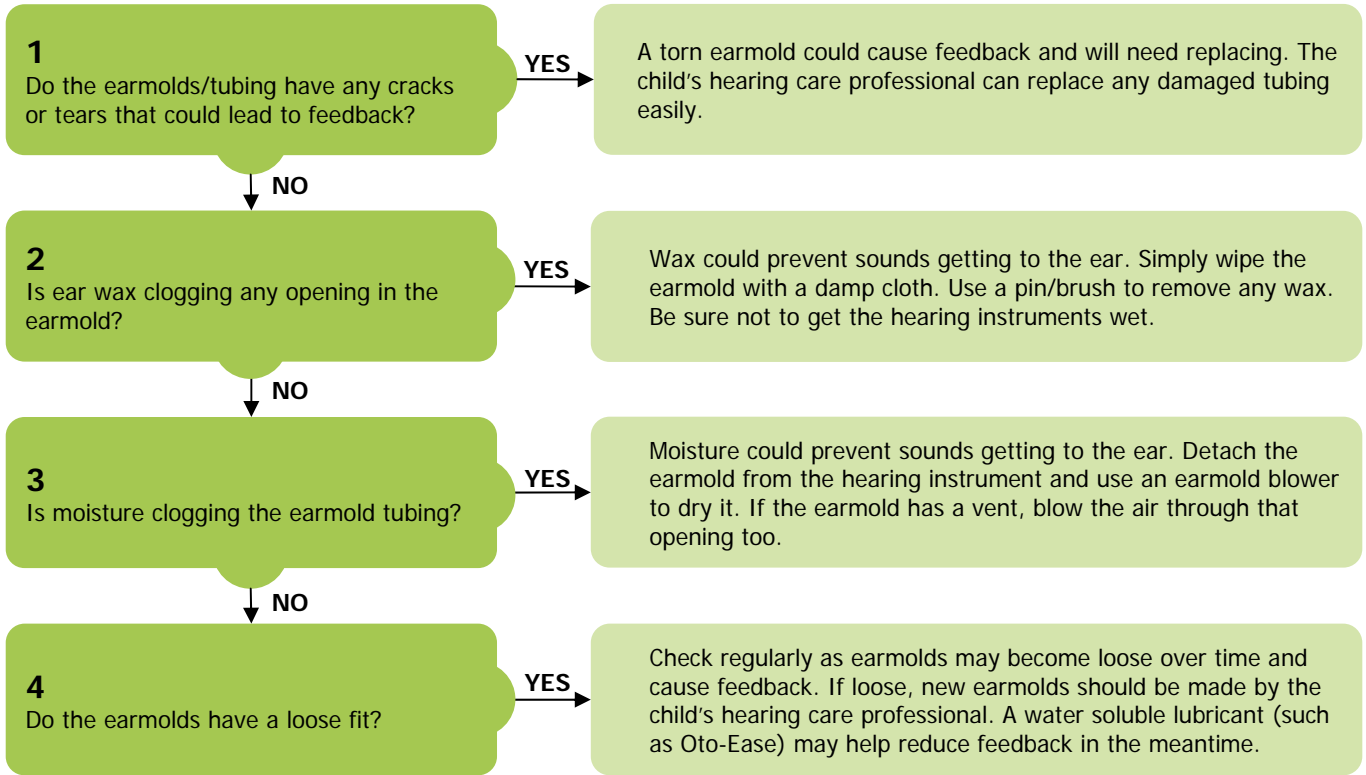 1
Do the earmolds/tubing have any cracks
or tears that could lead to feedback?
YES
A torn earmold could cause feedback and will need replacing. The
child's hearing care professional can replace any damaged tubing
easily.
NO
2
Is ear wax clogging any opening in the
earmold?
YES
Wax could prevent sounds getting to the ear. Simply wipe the
earmold with a damp cloth. Use a pin/brush to remove any wax.
Be sure not to get the hearing instruments wet.
NO
3
Is moisture clogging the earmold tubing?
YES
Moisture could prevent sounds getting to the ear. Detach the
earmold from the hearing instrument and use an earmold blower
to dry it. If the earmold has a vent, blow the air through that
opening too.
NO
4
Do the earmolds have a loose fit?
YES
Check regularly as earmolds may become loose over time and
cause feedback. If loose, new earmolds should be made by the
child's hearing care professional. A water soluble lubricant (such
as Oto-Ease) may help reduce feedback in the meantime.